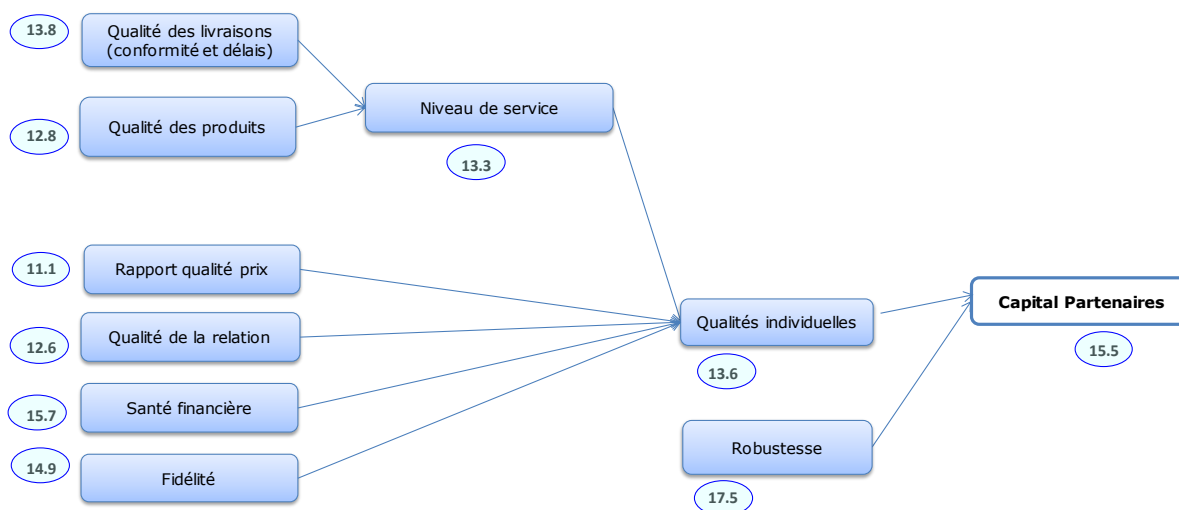 13.8
Qualité des livraisons
(conformité et délais)
12.8
Qualité des produits
Niveau de service
13.3
11.1
Rapport qualité prix
12.6
Qualité de la relation
15.7
Santé financière
14.9
Fidélité
Qualités individuelles
13.6
Robustesse
17.5
Capital Partenaires
15.5